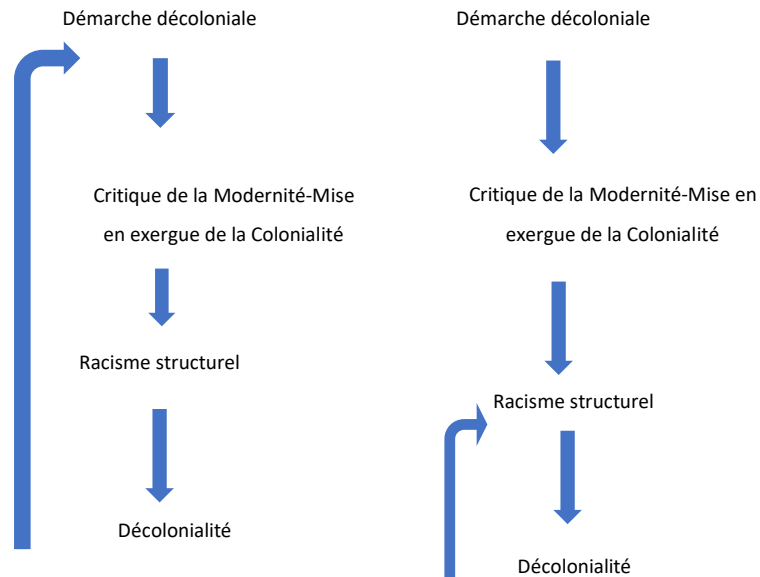 Démarche décoloniale
Critique de la Modernité-Mise
en exergue de la Colonialité
Racisme structurel
Décolonialité
Démarche décoloniale
Critique de la Modernité-Mise en
exergue de la Colonialité
Racisme structurel
Décolonialité